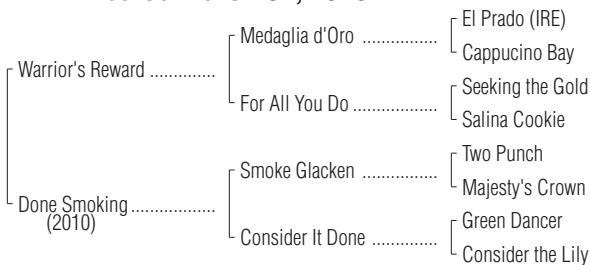 El Prado (IRE)
Medaglia d'Oro ...............
Cappucino Bay
Warrior's Reward .............
Seeking the Gold
For All You Do .................
Salina Cookie
Two Punch
Smoke Glacken ...............
Majesty's Crown
Done Smoking .................
(2010)
Green Dancer
Consider It Done .............
Consider the Lily